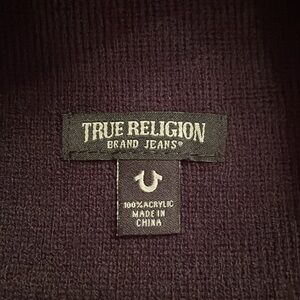 TRUE RELIGION
BRAND JEANS®
100% ACRYLIC
MADE IN
CHINA